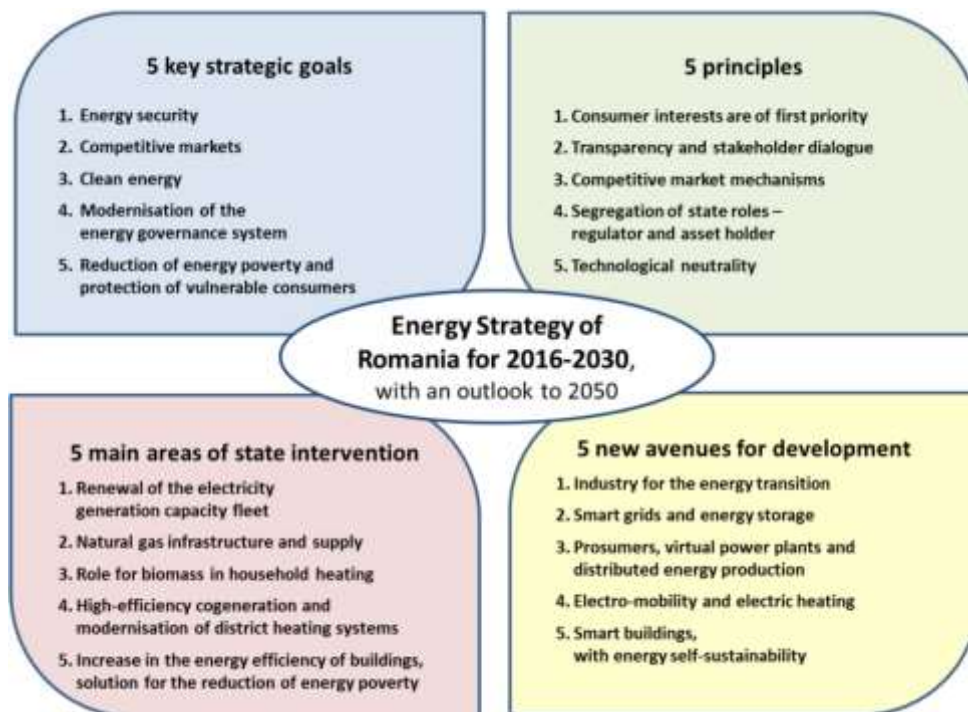 5 key strategic goals
1. Energy security
2. Competitive markets
3. Clean energy
4. Modernisation of the
energy governance system
5. Reduction of energy poverty and
protection of vulnerable consumers
5 principles
1. Consumer interests are of first priority
2. Transparency and stakeholder dialogue
3. Competitive market mechanisms
4. Segregation of state roles –
regulator and asset holder
5. Technological neutrality
Energy Strategy of
Romania for 2016-2030,
with an outlook to 2050
5 main areas of state intervention
1. Renewal of the electricity
generation capacity fleet
2. Natural gas infrastructure and supply
3. Role for biomass in household heating
4. High-efficiency cogeneration and
modernisation of district heating systems
5. Increase in the energy efficiency of buildings,
solution for the reduction of energy poverty
5 new avenues for development
1. Industry for the energy transition
2. Smart grids and energy storage
3. Prosumers, virtual power plants and
distributed energy production
4. Electro-mobility and electric heating
5. Smart buildings,
with energy self-sustainability